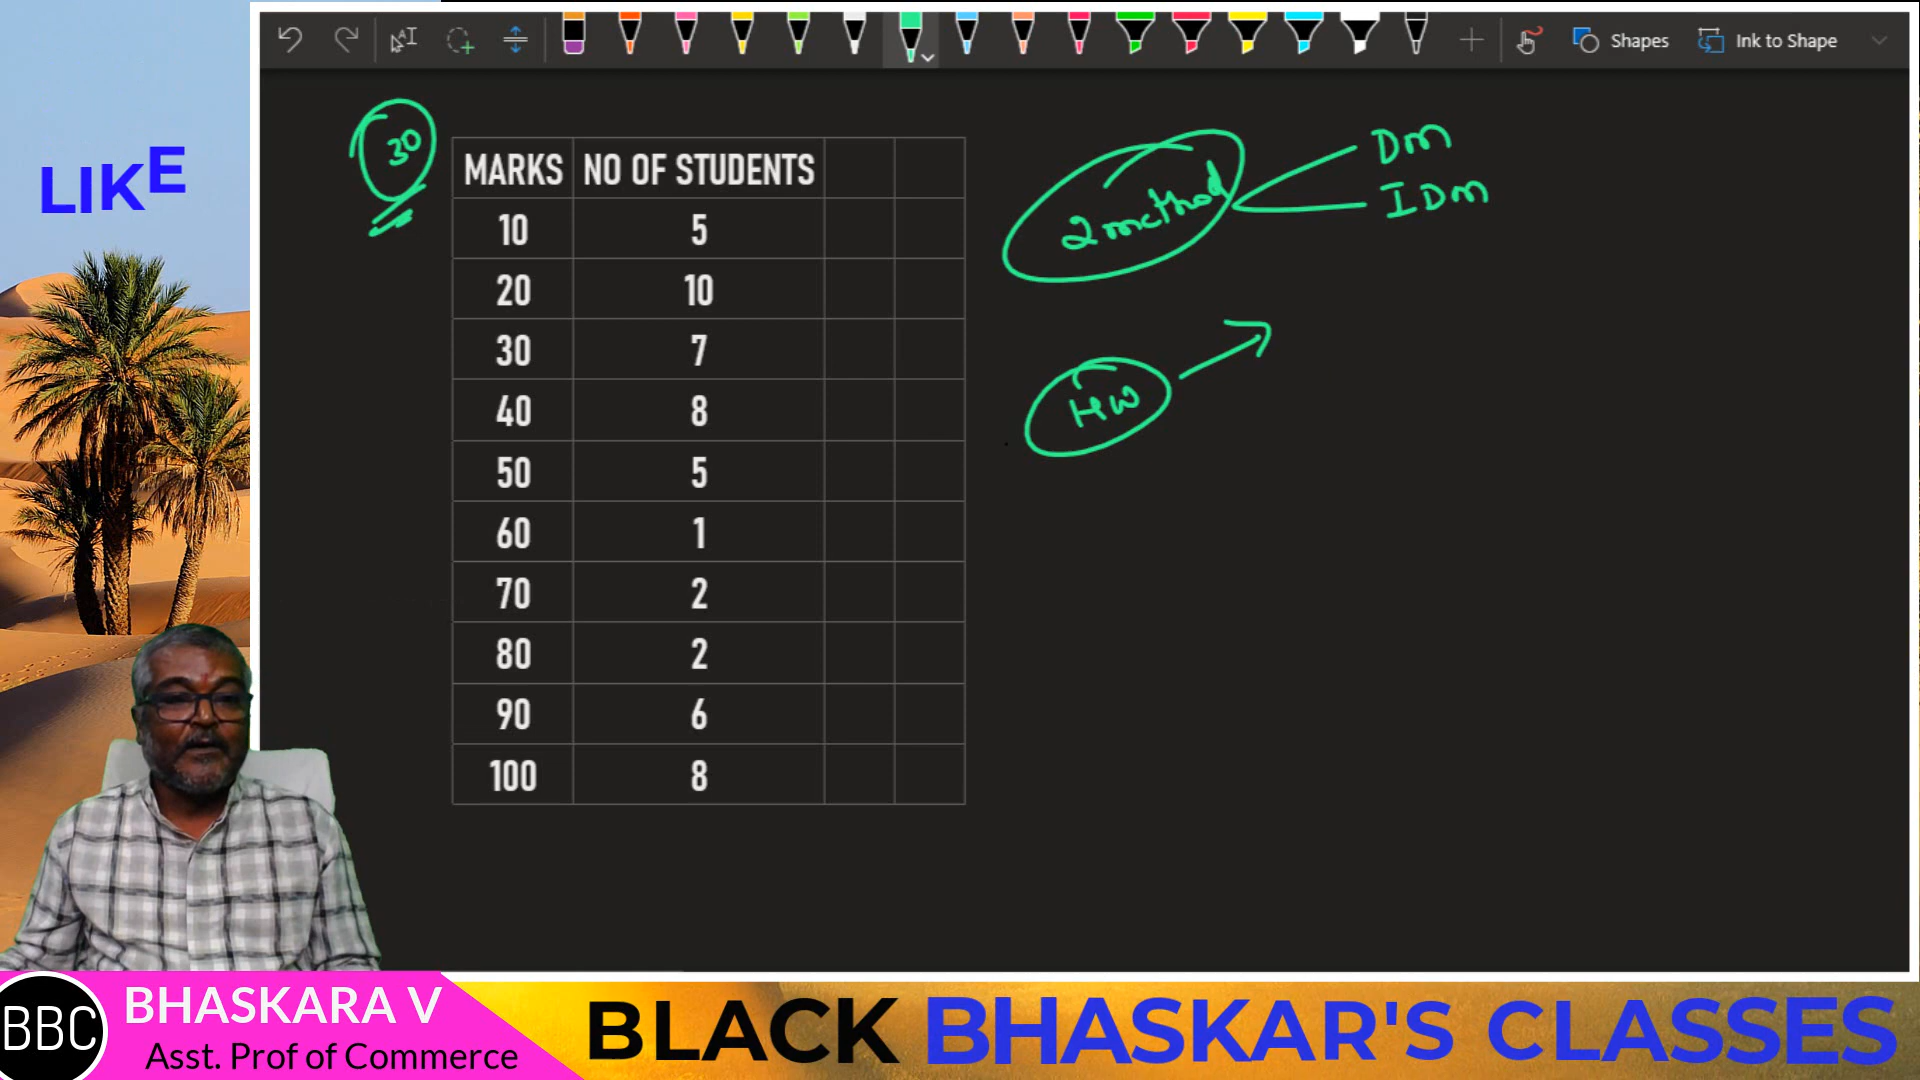 AI
Shapes
Ink to Shape
LIKE
30
MARKS NO OF STUDENTS
10 5
20 10
30 7
40 8
50 5
60 1
70 2
80 2
90 6
100 8
2 method
Dm
IDm
HW
BBC
BHASKARA V
Asst. Prof of Commerce
BLACK BHASKAR'S CLASSES